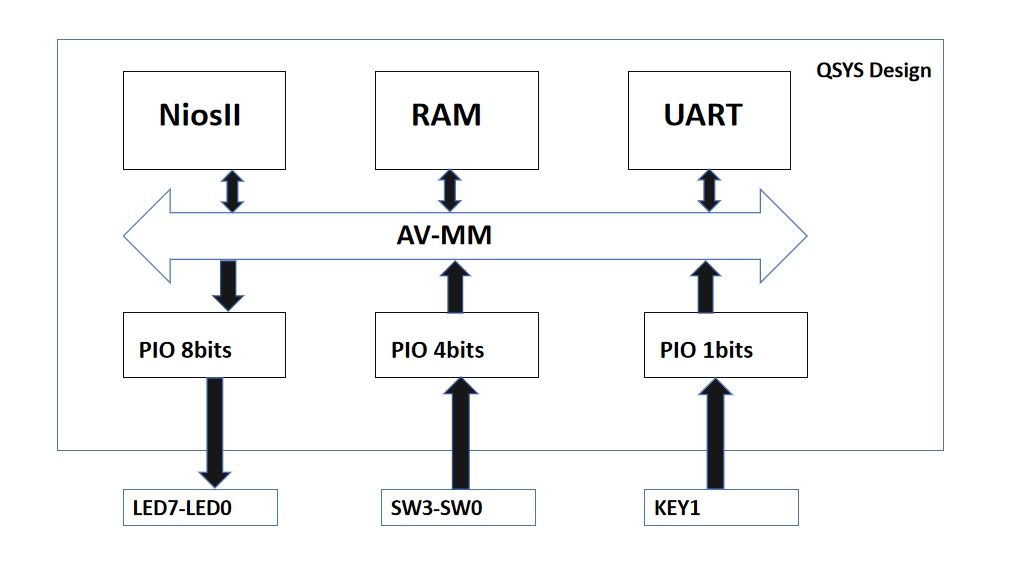 QSYS Design
NiosII
RAM
UART
AV-MM
PIO 8bits
PIO 4bits
PIO 1bits
LED7-LED0
SW3-SW0
KEY1